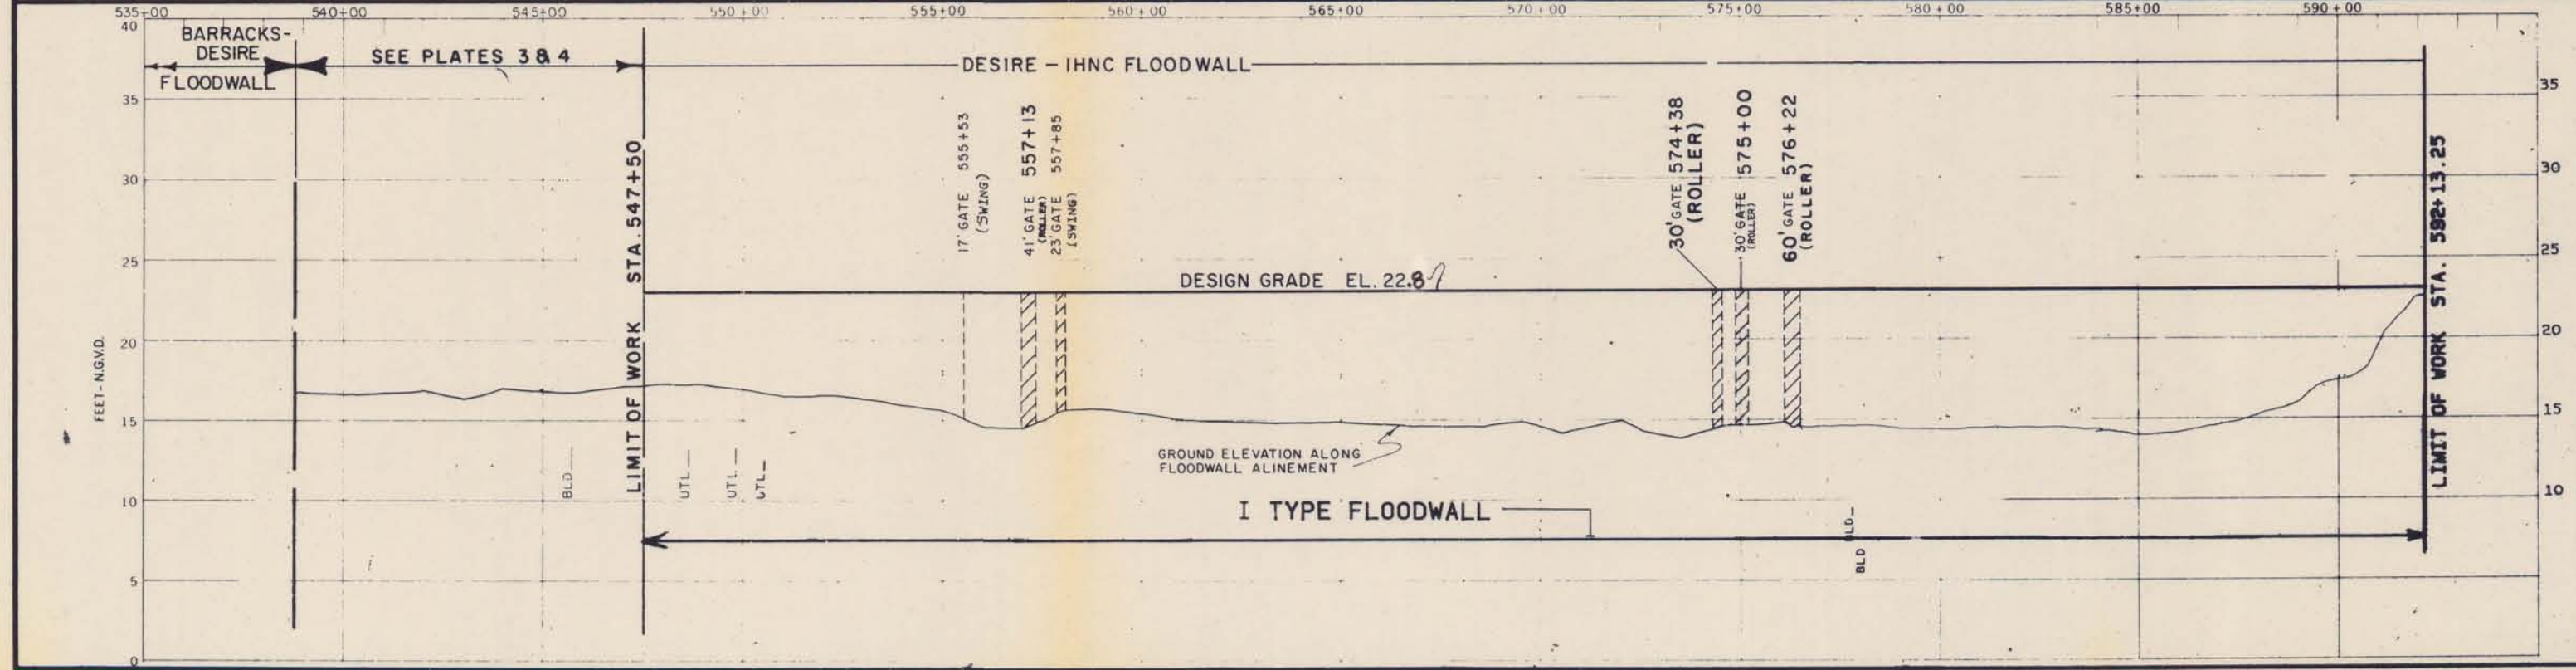 535+00 540+00 545+00 550+00 555+00 560+00 565+00 570+00 575+00 580+00 585+00 590+00
40
BARRACKS-
DESIRE
FLOODWALL
SEE PLATES 3 & 4
DESIRE - IHNC FLOODWALL
35 35
30 30
25 25
20 20
15 15
10 10
5
0
FEET - N.G.V.D.
LIMIT OF WORK STA. 547+50
17' GATE 555+53
(SWING)
41' GATE 557+13
(ROLLER)
23' GATE 557+85
(SWING)
30' GATE 574+38
(ROLLER)
30' GATE 575+00
(ROLLER)
60' GATE 576+22
(ROLLER)
LIMIT OF WORK STA. 592+13.25
DESIGN GRADE EL. 22.8
GROUND ELEVATION ALONG
FLOODWALL ALINEMENT
BLD
UTL
UTL
UTL
I TYPE FLOODWALL
BLD
BLD